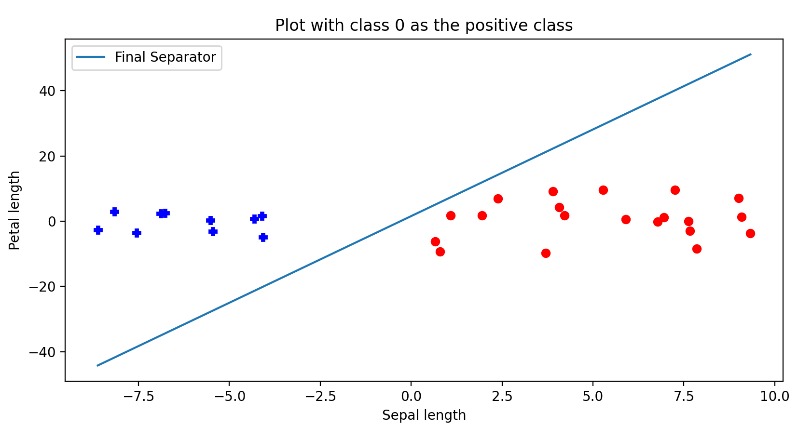 Plot with class 0 as the positive class
Final Separator
Petal length
40
20
0
−20
−40
−7.5 −5.0 −2.5 0.0 2.5 5.0 7.5 10.0
Sepal length